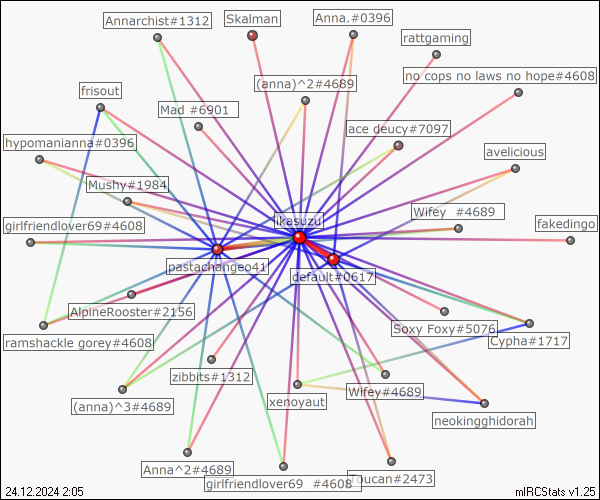 Annarchist#1312
Skalman
Anna.#0396
rattgaming
no cops no laws no hope#4608
(anna)^2#4689
frisout
Mad #6901
ace deucy#7097
hypomanianna#0396
avelicious
Mushy#1984
Wifey #4689
ikasuzu
girlfriendlover69#4608
fakedingo
pastachangeo41
default#0617
AlpineRooster#2156
Soxy Foxy#5076
ramshackle gorey#4608
Cypha#1717
zibbits#1312
Wifey#4689
xenoyaut
(anna)^3#4689
neokingghidorah
Anna^2#4689
Toucan#2473
girlfriendlover69 #4608
24.12.2024 2:05
mIRCStats v1.25